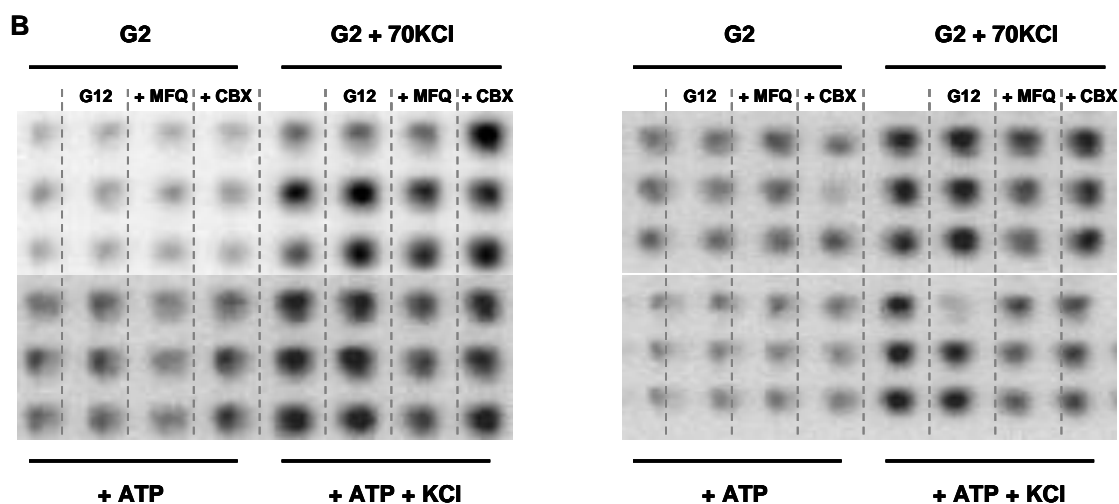 B
G2 G2 + 70KCl G2 G2 + 70KCl
G12 + MFQ + CBX G12 + MFQ + CBX G12 + MFQ + CBX G12 + MFQ + CBX
+ ATP + ATP + KCl + ATP + ATP + KCl